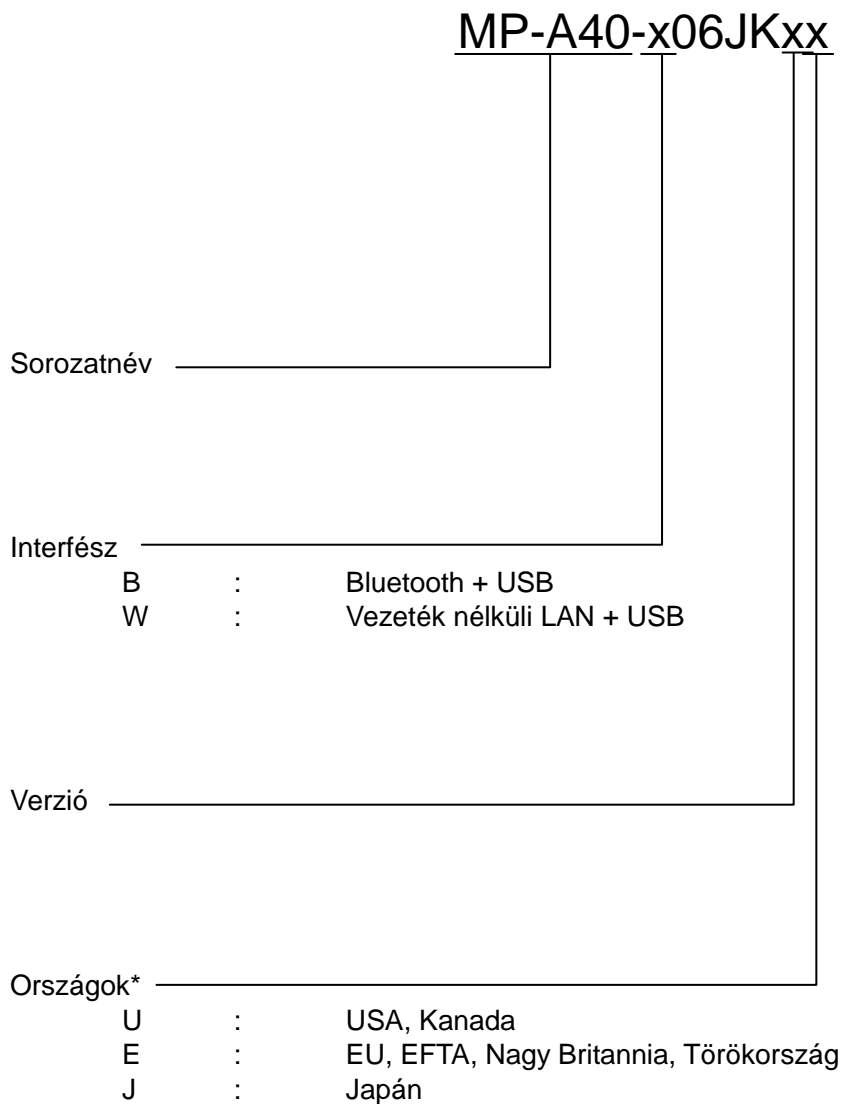 MP-A40-x06JKxx
Sorozatnév
Interfész
B : Bluetooth + USB
W : Vezeték nélküli LAN + USB
Verzió
Országok*
U : USA, Kanada
E : EU, EFTA, Nagy Britannia, Törökország
J : Japán